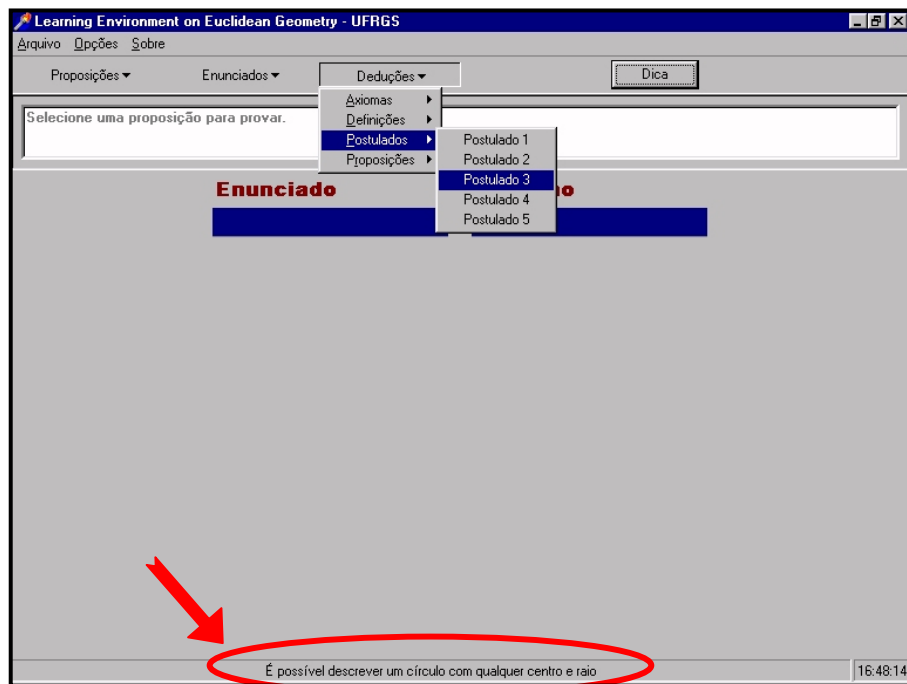 Learning Environment on Euclidean Geometry - UFRGS
Arquivo Opções Sobre
Proposições Enunciados Deduções Dica
Selecione uma proposição para provar.
Axiomas
Definições
Postulados
Proposições
Postulado 1
Postulado 2
Postulado 3
Postulado 4
Postulado 5
Enunciado
É possível descrever um círculo com qualquer centro e raio 16:48:14